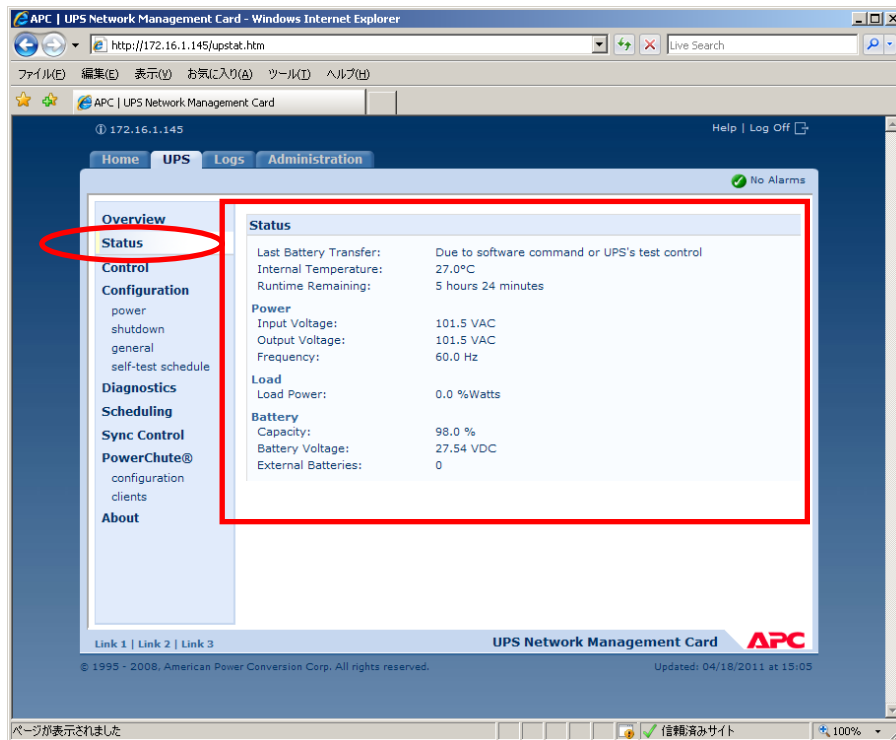 APC | UPS Network Management Card - Windows Internet Explorer
http://172.16.1.145/upstat.htm
Live Search
ファイル(F) 編集(E) 表示(V) お気に入り(A) ツール(T) ヘルプ(H)
APC | UPS Network Management Card
172.16.1.145
Help | Log Off
Home UPS Logs Administration
No Alarms
Overview
Status
Control
Configuration
power
shutdown
general
self-test schedule
Diagnostics
Scheduling
Sync Control
PowerChute®
configuration
clients
About
Status
Last Battery Transfer: Due to software command or UPS's test control
Internal Temperature: 27.0°C
Runtime Remaining: 5 hours 24 minutes
Power
Input Voltage: 101.5 VAC
Output Voltage: 101.5 VAC
Frequency: 60.0 Hz
Load
Load Power: 0.0 %Watts
Battery
Capacity: 98.0 %
Battery Voltage: 27.54 VDC
External Batteries: 0
Link 1 | Link 2 | Link 3
UPS Network Management Card
APC
© 1995 - 2008, American Power Conversion Corp. All rights reserved.
Updated: 04/18/2011 at 15:05
ページが表示されました
信頼済みサイト
100%